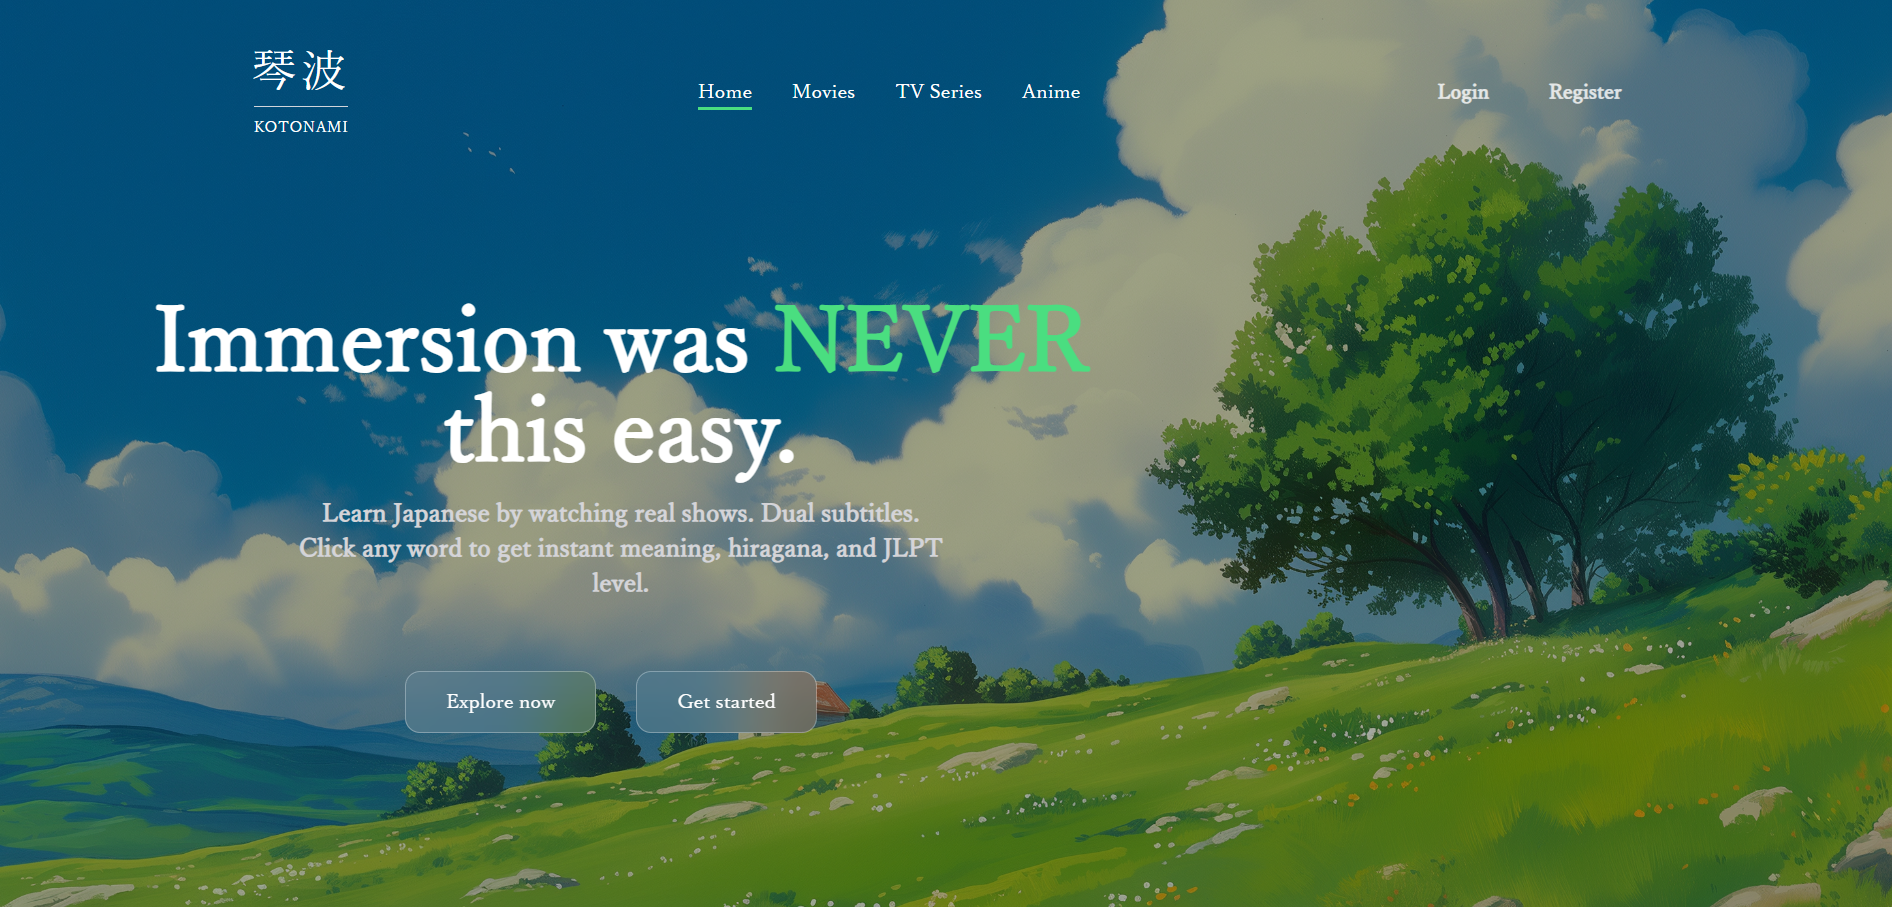 琴波
KOTONAMI
Home Movies TV Series Anime
Login Register
Immersion was NEVER
this easy.
Learn Japanese by watching real shows. Dual subtitles.
Click any word to get instant meaning, hiragana, and JLPT
level.
Explore now Get started